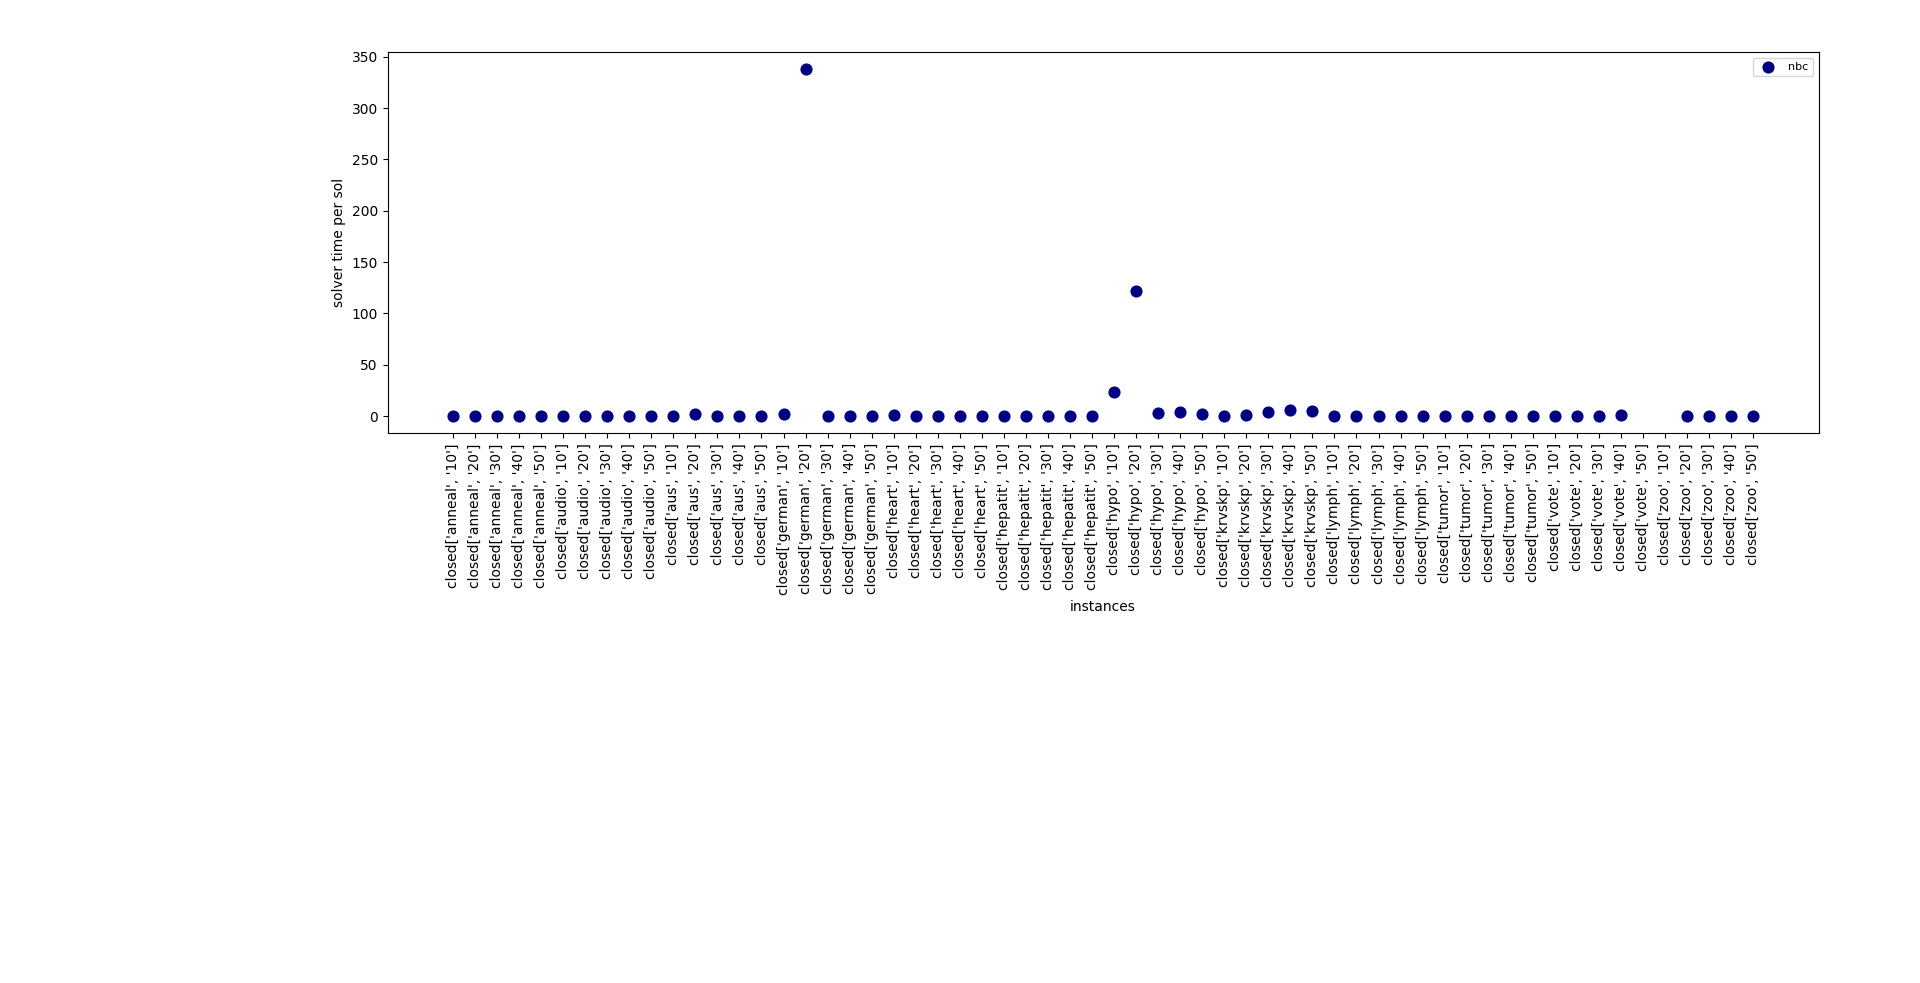 350
nbc
300
250
200
150
100
50
0
solver time per sol
closed['anneal', '10']
closed['anneal', '20']
closed['anneal', '30']
closed['anneal', '40']
closed['anneal', '50']
closed['audio', '10']
closed['audio', '20']
closed['audio', '30']
closed['audio', '40']
closed['audio', '50']
closed['aus', '10']
closed['aus', '20']
closed['aus', '30']
closed['aus', '40']
closed['aus', '50']
closed['german', '10']
closed['german', '20']
closed['german', '30']
closed['german', '40']
closed['german', '50']
closed['heart', '10']
closed['heart', '20']
closed['heart', '30']
closed['heart', '40']
closed['heart', '50']
closed['hepatit', '10']
closed['hepatit', '20']
closed['hepatit', '30']
closed['hepatit', '40']
closed['hepatit', '50']
closed['hypo', '10']
closed['hypo', '20']
closed['hypo', '30']
closed['hypo', '40']
closed['hypo', '50']
closed['krvskp', '10']
closed['krvskp', '20']
closed['krvskp', '30']
closed['krvskp', '40']
closed['krvskp', '50']
closed['lymph', '10']
closed['lymph', '20']
closed['lymph', '30']
closed['lymph', '40']
closed['lymph', '50']
closed['tumor', '10']
closed['tumor', '20']
closed['tumor', '30']
closed['tumor', '40']
closed['tumor', '50']
closed['vote', '10']
closed['vote', '20']
closed['vote', '30']
closed['vote', '40']
closed['vote', '50']
closed['zoo', '10']
closed['zoo', '20']
closed['zoo', '30']
closed['zoo', '40']
closed['zoo', '50']
instances